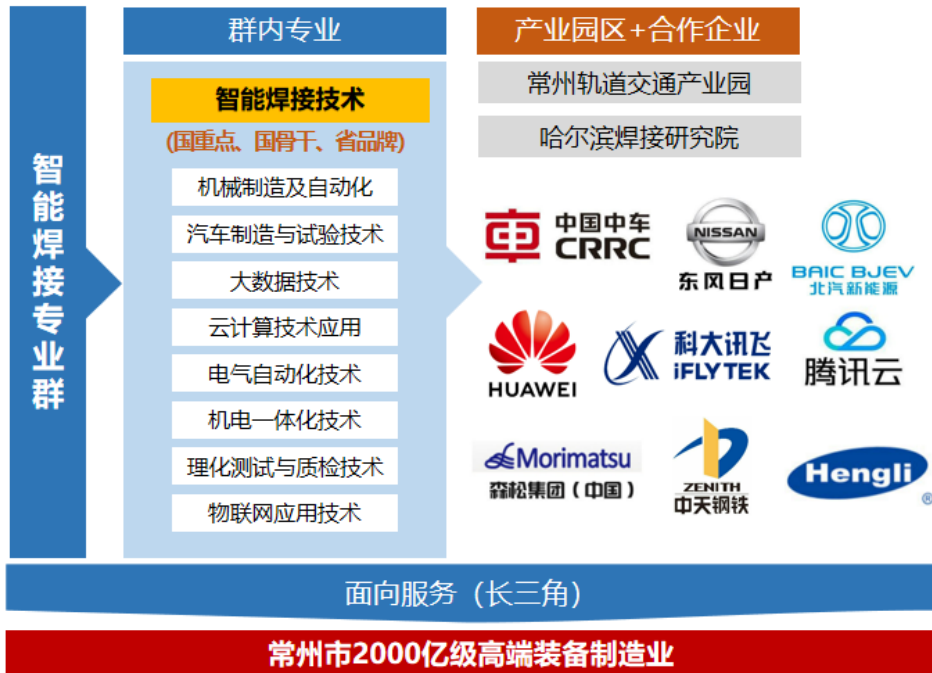 智能焊接专业群
群内专业
智能焊接技术
(国重点、国骨干、省品牌)
机械制造及自动化
汽车制造与试验技术
大数据技术
云计算技术应用
电气自动化技术
机电一体化技术
理化测试与质检技术
物联网应用技术
产业园区+合作企业
常州轨道交通产业园
哈尔滨焊接研究院
中国中车
CRRC
NISSAN
东风日产
BAIC BJEV
北汽新能源
HUAWEI
科大讯飞
iFLYTEK
腾讯云
Morimatsu
森松集团（中国）
ZENITH
中天钢铁
Hengli
®
面向服务（长三角）
常州市2000亿级高端装备制造业